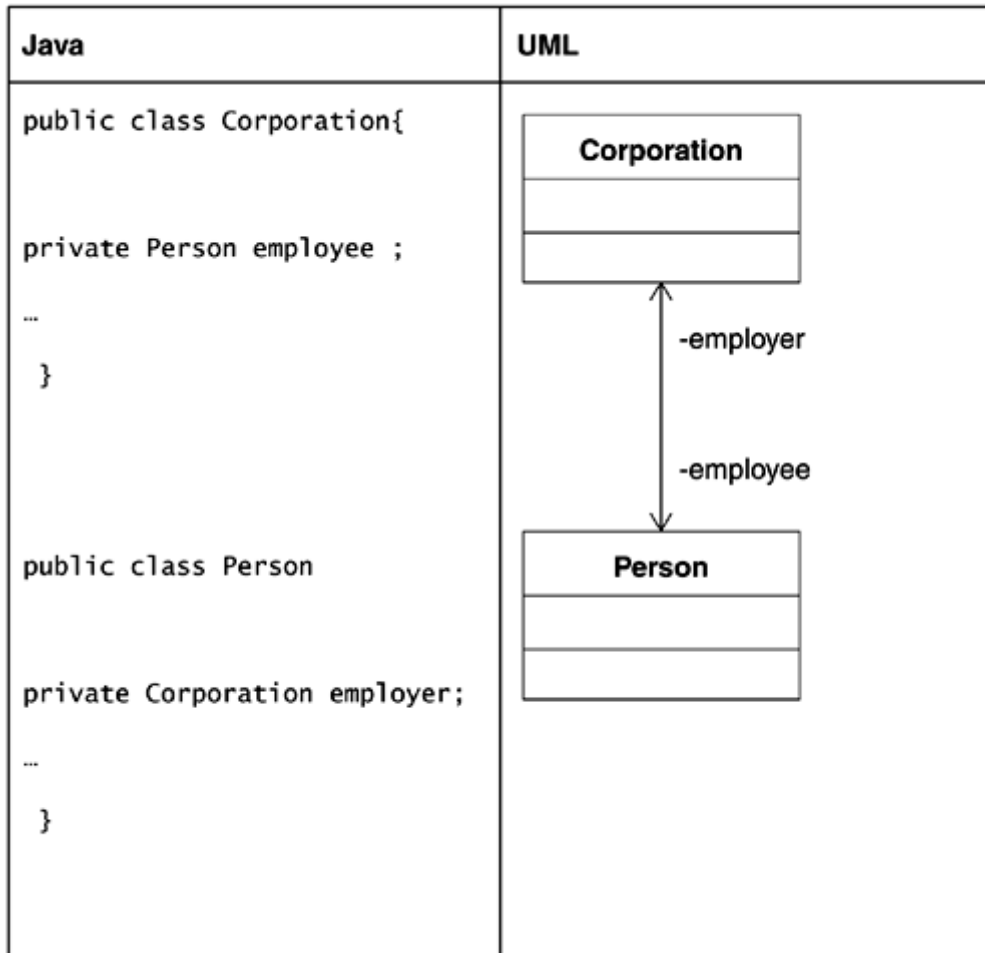 Java
UML
public class Corporation{
private Person employee ;
…
}
public class Person
private Corporation employer;
…
}
Corporation
-employer
-employee
Person